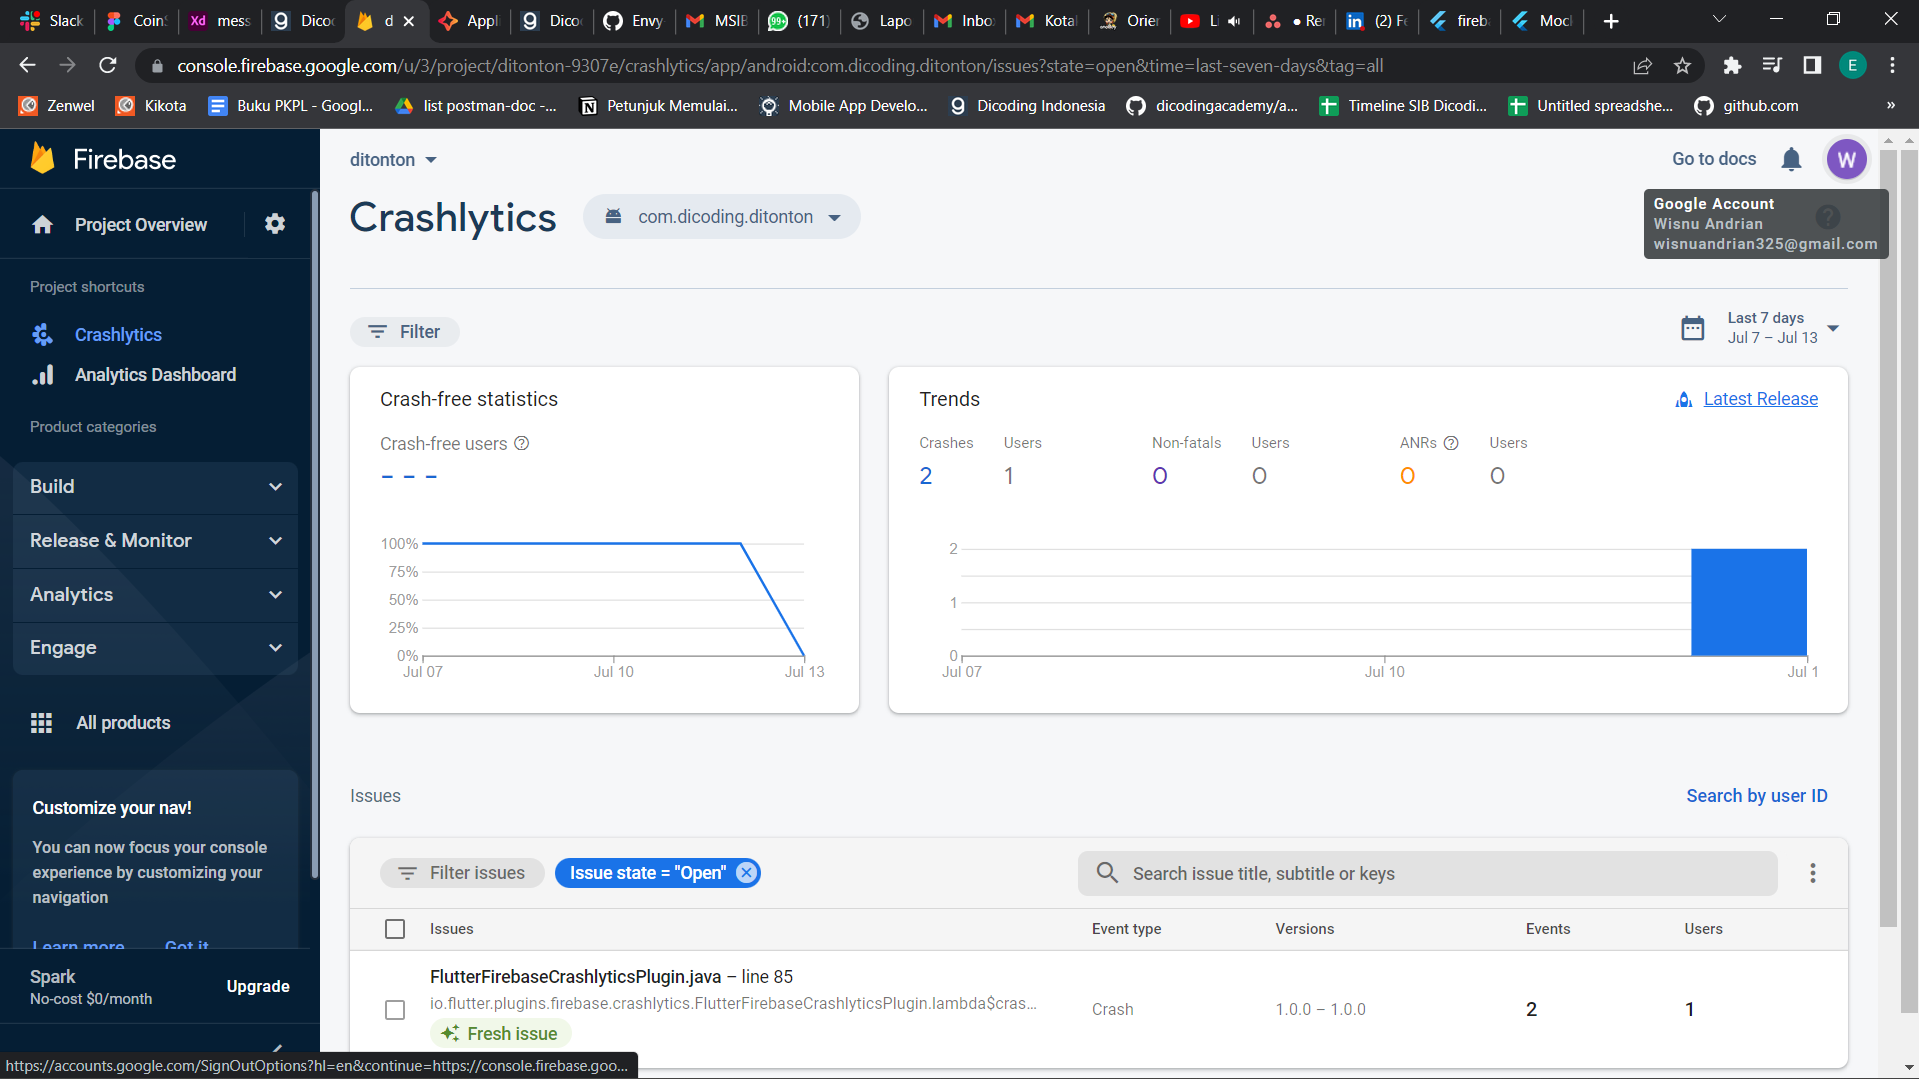 Slack
Coin
mess
Dico
d
Appli
Dico
Envy
MSIB
99+ (171)
Lapo
Inbo
Kota
Orier
Li
Re
(2) Fe
fireb
Mock
console.firebase.google.com/u/3/project/ditonton-9307e/crashlytics/app/android:com.dicoding.ditonton/issues?state=open&time=last-seven-days&tag=all
E
Zenwel
Kikota
Buku PKPL - Googl...
list postman-doc -...
Petunjuk Memulai...
Mobile App Develo...
Dicoding Indonesia
dicodingacademy/a...
Timeline SIB Dicodi...
Untitled spreadshe...
github.com
»
Firebase
ditonton
Go to docs
W
Google Account
Wisnu Andrian
wisnuandrian325@gmail.com
Crashlytics
com.dicoding.ditonton
Project Overview
Project shortcuts
Crashlytics
Analytics Dashboard
Product categories
Build
Release & Monitor
Analytics
Engage
All products
Customize your nav!
You can now focus your console
experience by customizing your
navigation
Learn more
Got it
Spark
No-cost $0/month
Upgrade
Filter
Last 7 days
Jul 7 – Jul 13
Crash-free statistics
Crash-free users
– – –
100%
75%
50%
25%
0%
Jul 07
Jul 10
Jul 13
Trends
Latest Release
Crashes
Users
Non-fatals
Users
ANRs
Users
2
1
0
0
0
0
2
1
0
Jul 07
Jul 10
Jul 1
Issues
Search by user ID
Filter issues
Issue state = "Open"
Search issue title, subtitle or keys
Issues
Event type
Versions
Events
Users
FlutterFirebaseCrashlyticsPlugin.java – line 85
io.flutter.plugins.firebase.crashlytics.FlutterFirebaseCrashlyticsPlugin.lambda$cras...
Fresh issue
Crash
1.0.0 – 1.0.0
2
1
https://accounts.google.com/SignOutOptions?hl=en&continue=https://console.firebase.goo...